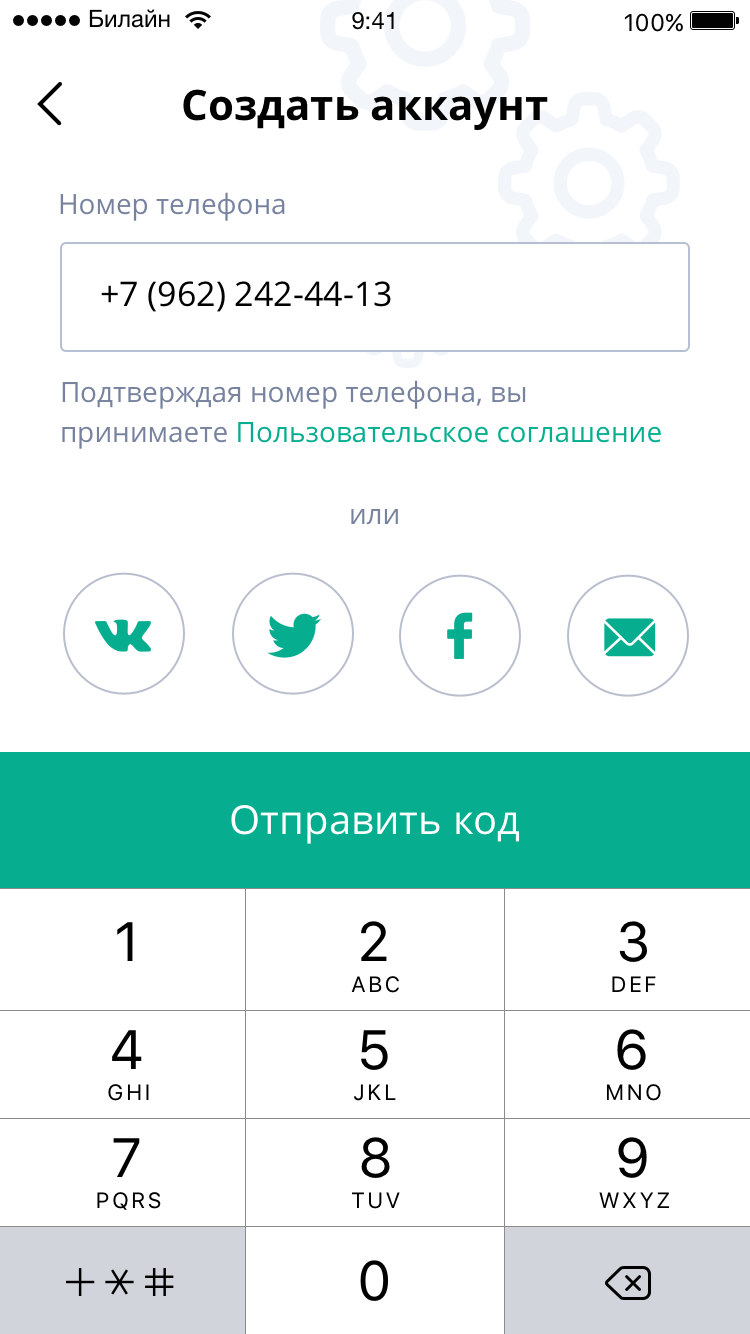 Билайн 9:41 100%
Создать аккаунт
Номер телефона
+7 (962) 242-44-13
Подтверждая номер телефона, вы
принимаете Пользовательское соглашение
или
Отправить код
1 2 3
ABC DEF
4 5 6
GHI JKL MNO
7 8 9
PQRS TUV WXYZ
+ * # 0